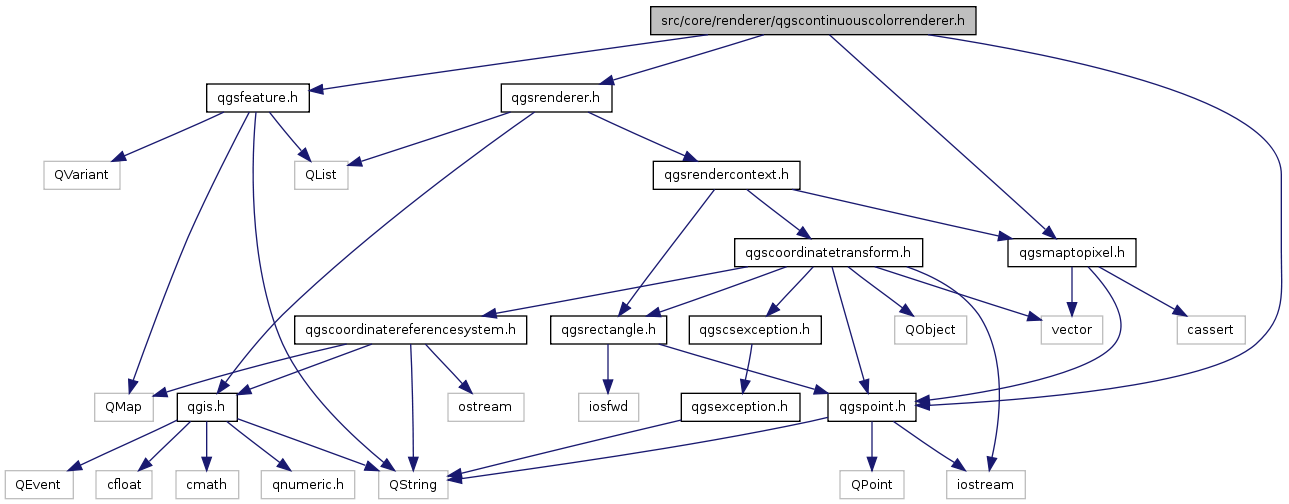 src/core/renderer/qgscontinuouscolorrenderer.h
qgsfeature.h
qgsrenderer.h
QVariant
QList
qgsrendercontext.h
qgscoordinatetransform.h
qgsmaptopixel.h
qgscoordinatereferencesystem.h
qgsrectangle.h
qgscsexception.h
QObject
vector
cassert
QMap
qgis.h
ostream
iosfwd
qgsexception.h
qgspoint.h
QEvent
cfloat
cmath
qnumeric.h
QString
QPoint
iostream